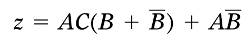 z = AC(B + B̅) + AB̅